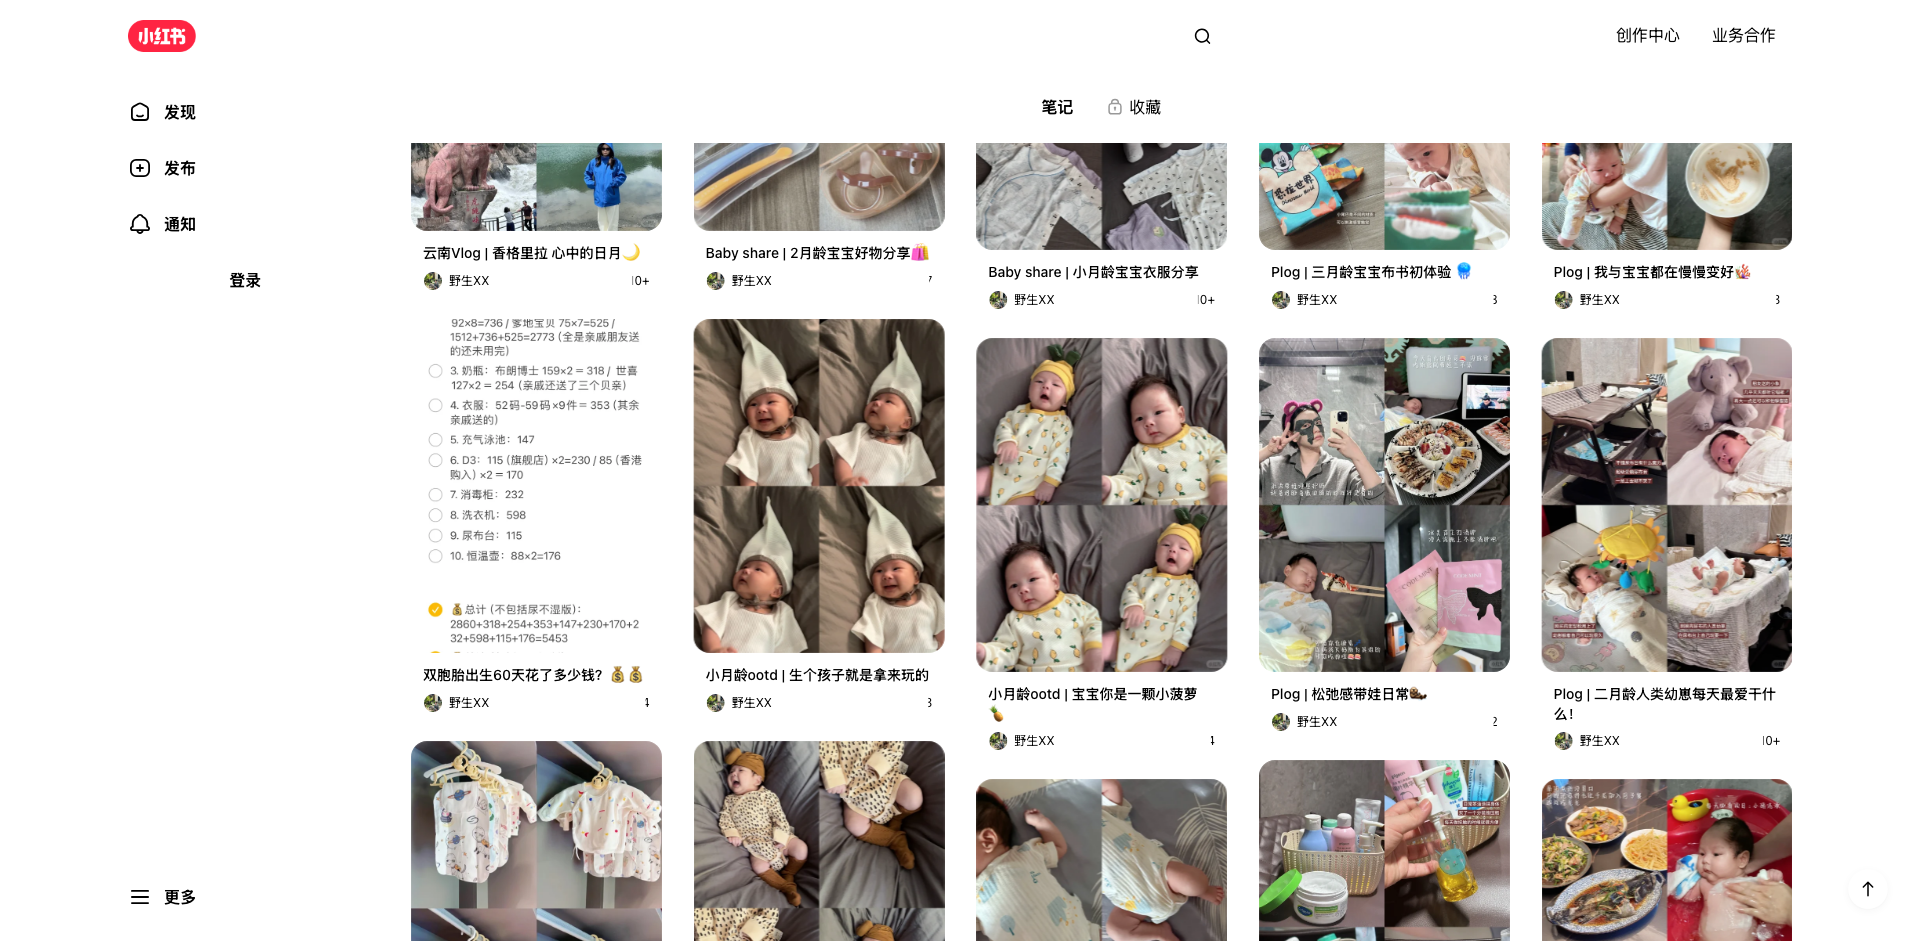 小红书
创作中心
业务合作
发现
发布
通知
登录
更多
笔记
收藏
云南Vlog | 香格里拉 心中的日月🌙
野生XX
10+
Baby share | 2月龄宝宝好物分享🛍️
野生XX
7
Baby share | 小月龄宝宝衣服分享
野生XX
10+
Plog | 三月龄宝宝布书初体验 🪼
野生XX
3
Plog | 我与宝宝都在慢慢变好🪸
野生XX
3
92×8=736 / 爹地宝贝 75×7=525 /
1512+736+525=2773 (全是亲戚朋友送
的还未用完)
3. 奶瓶：布朗博士 159×2 = 318 / 世喜
127×2 = 254 (亲戚还送了三个贝亲)
4. 衣服：52码-59码×9件 = 353 (其余
亲戚送的)
5. 充气泳池：147
6. D3：115 (旗舰店) ×2=230 / 85 (香港
购入) ×2 = 170
7. 消毒柜：232
8. 洗衣机：598
9. 尿布台：115
10. 恒温壶：88×2=176
💰总计 (不包括尿不湿版)：
2860+318+254+353+147+230+170+2
32+598+115+176=5453
双胞胎出生60天花了多少钱？💰💰
野生XX
4
小月龄ootd | 生个孩子就是拿来玩的
野生XX
3
小月龄ootd | 宝宝你是一颗小菠萝
🍍
野生XX
4
Plog | 松弛感带娃日常
野生XX
2
Plog | 二月龄人类幼崽每天最爱干什
么！
野生XX
10+